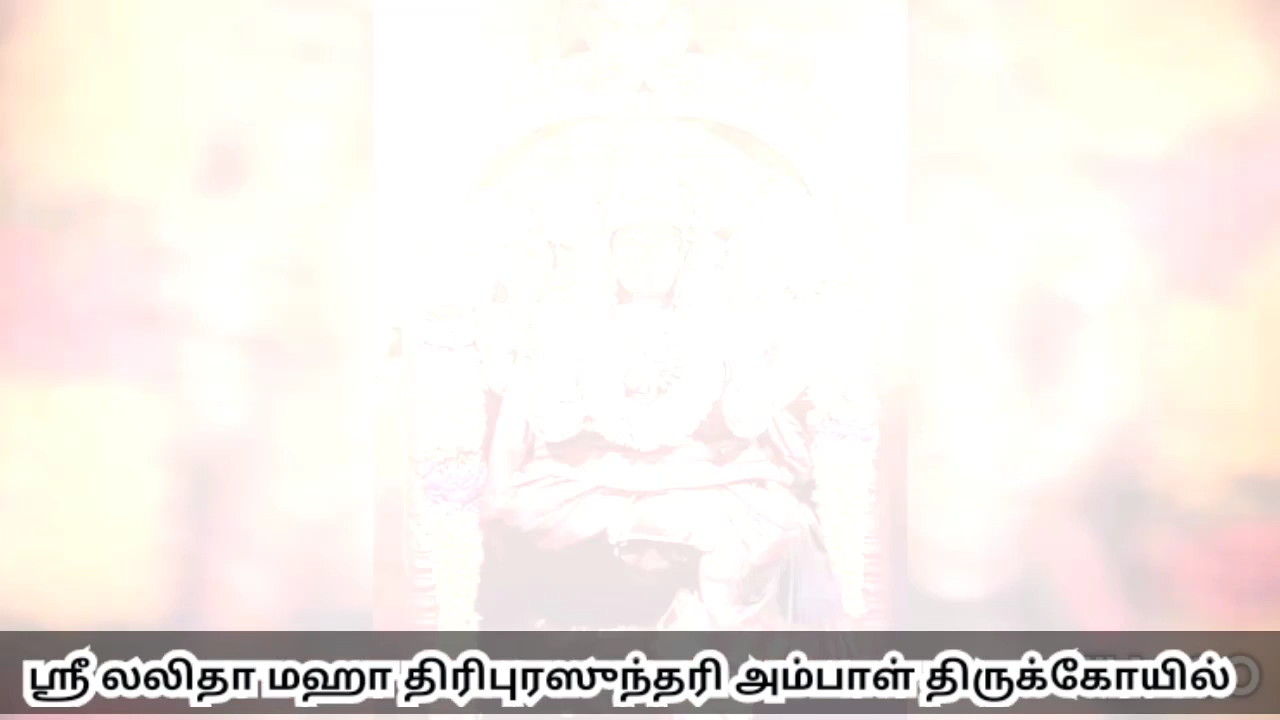 ஸ்ரீ லலிதா மஹா திரிபுரஸுந்தரி அம்பாள் திருக்கோயில்